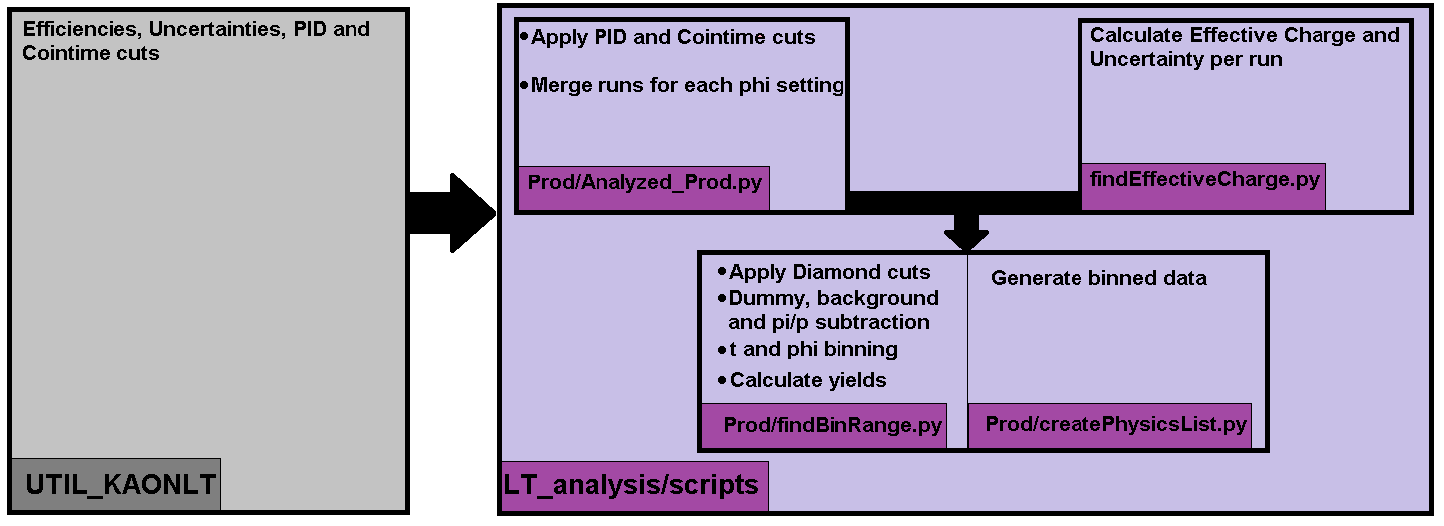 Efficiencies, Uncertainties, PID and
Cointime cuts
UTIL_KAONLT
•Apply PID and Cointime cuts
•Merge runs for each phi setting
Prod/Analyzed_Prod.py
Calculate Effective Charge and
Uncertainty per run
findEffectiveCharge.py
•Apply Diamond cuts
•Dummy, background
and pi/p subtraction
•t and phi binning
•Calculate yields
Prod/findBinRange.py
Generate binned data
Prod/createPhysicsList.py
LT_analysis/scripts